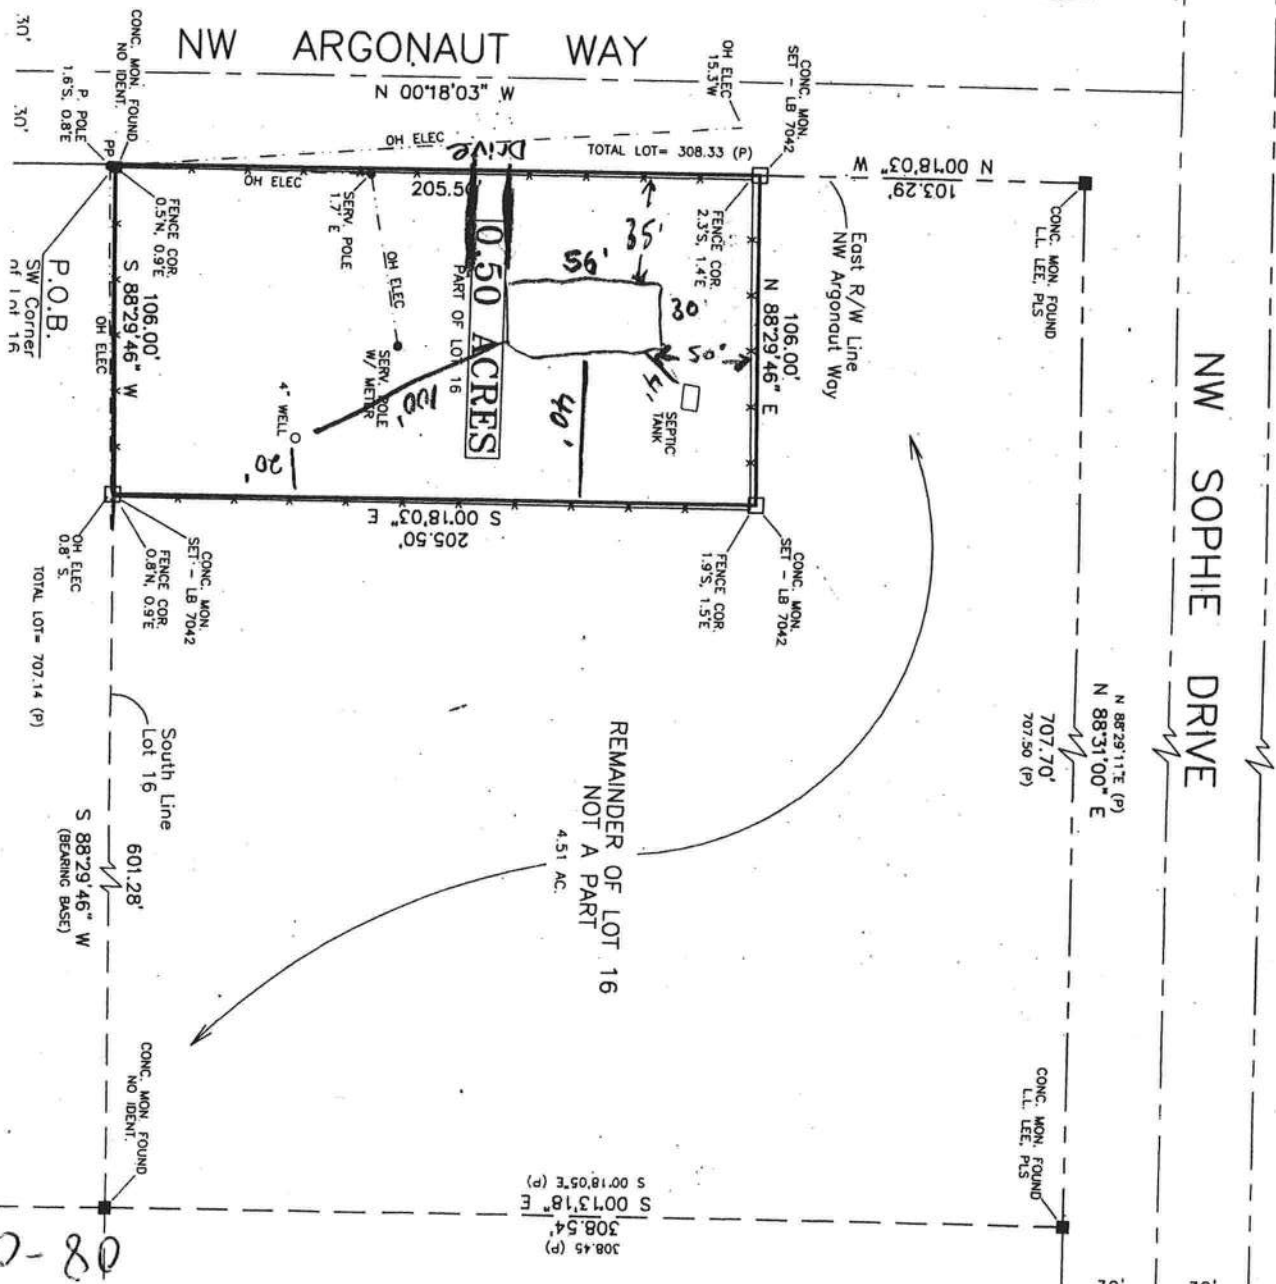 NW SOPHIE DRIVE
N 88°29'11"E (P)
N 88°31'00" E
707.70'
707.50 (P)
CONC. MON. FOUND
L.L. LEE, PLS
CONC. MON. FOUND
L.L. LEE, PLS
N 00°18'03" W
103.29'
East R/W Line
NW Argonaut Way
NW ARGONAUT WAY
N 00°18'03" W
30'
30'
CONC. MON.
SET - LB 7042
OH ELEC
15.3'W
TOTAL LOT= 308.33 (P)
OH ELEC
Drive
205.50
OH ELEC
CONC. MON. FOUND
NO IDENT.
P. POLE
1.6'S, 0.8'E
PP
FENCE COR.
2.3'S, 1.4'E
106.00'
N 88°29'46" E
35'
56'
30
50'
SEPTIC
TANK
40'
0.50 ACRES
PART OF LOT 16
SERV. POLE
1.7' E
OH ELEC
SERV. POLE
W/ METER
100'
4" WELL
20'
FENCE COR.
0.5'N, 0.9'E
106.00'
S 88°29'46" W
OH ELEC
P.O.B.
SW Corner
of Lot 16
S 00°18'03" E
205.50'
CONC. MON.
SET - LB 7042
FENCE COR.
1.9'S, 1.5'E
CONC. MON.
SET - LB 7042
FENCE COR.
0.8'N, 0.9'E
OH ELEC
0.8' S.
TOTAL LOT= 707.14 (P)
South Line
Lot 16
601.28'
S 88°29'46" W
(BEARING BASE)
REMAINDER OF LOT 16
NOT A PART
4.51 AC.
CONC. MON. FOUND
NO IDENT.
S 00°18'05"E (P)
S 00°13'18" E
308.54'
308.45 (P)